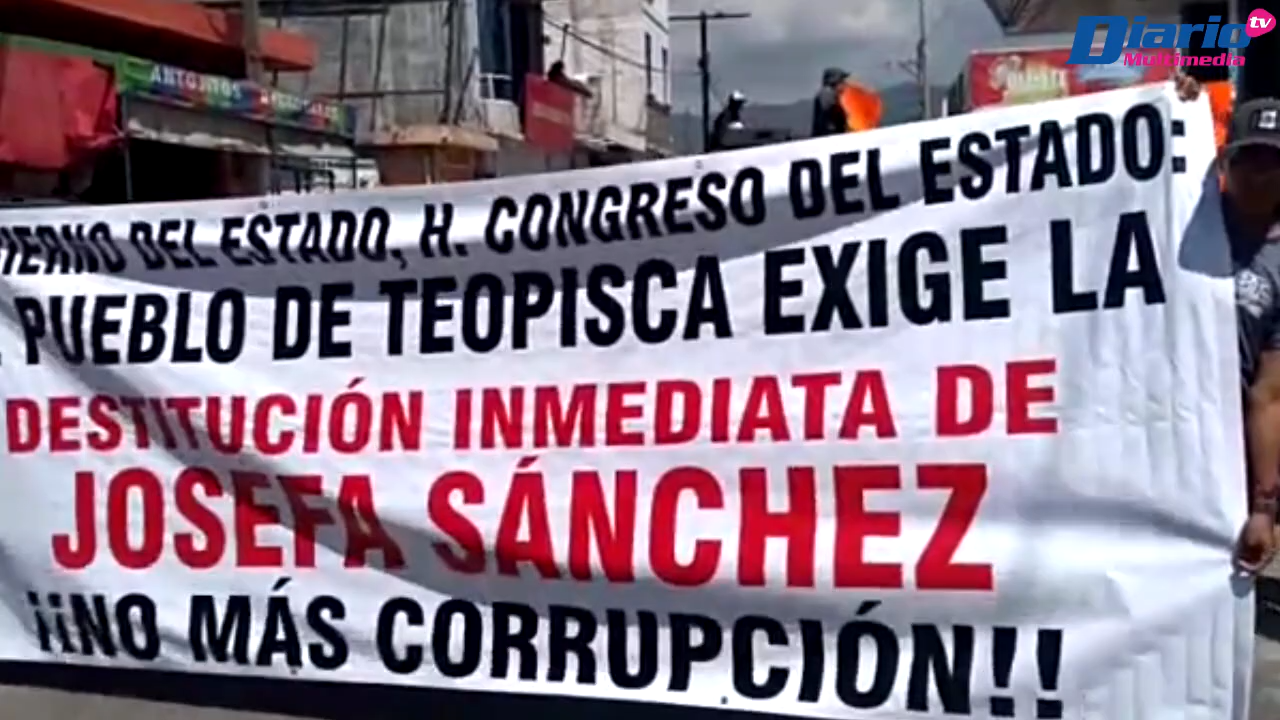 Diario tv
Multimedia
ANTOJITOS
DEL ESTADO, H. CONGRESO DEL ESTADO:
PUEBLO DE TEOPISCA EXIGE LA
DESTITUCIÓN INMEDIATA DE
JOSEFA SÁNCHEZ
¡¡NO MÁS CORRUPCIÓN!!